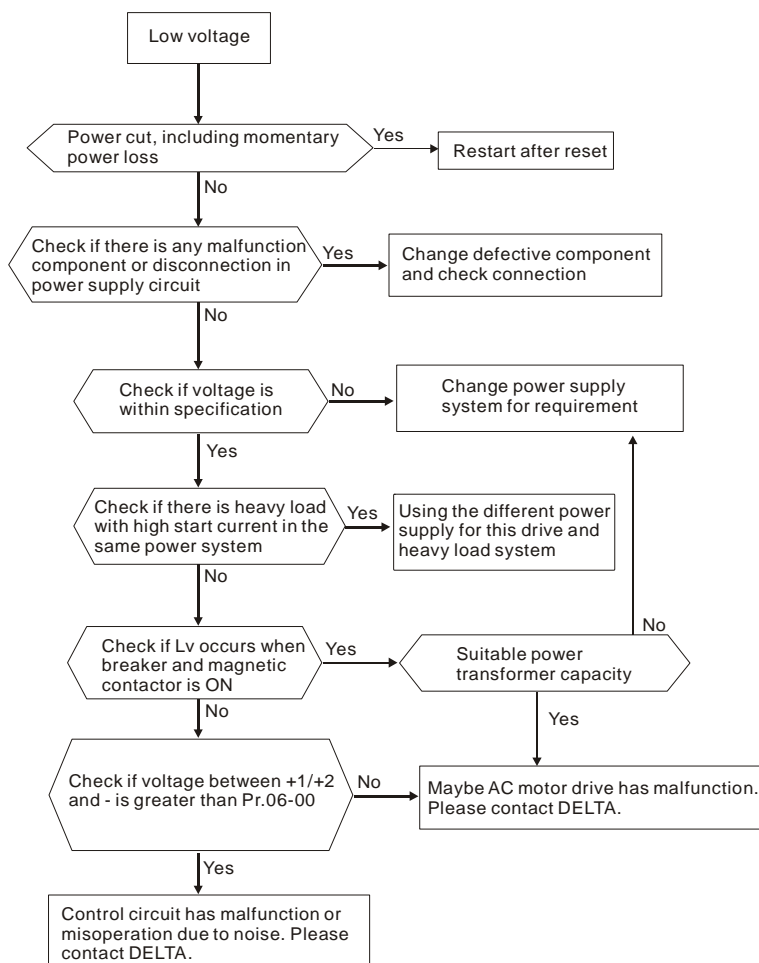 Low voltage
Power cut, including momentary
power loss
Yes
Restart after reset
No
Check if there is any malfunction
component or disconnection in
power supply circuit
Yes
Change defective component
and check connection
No
Check if voltage is
within specification
No
Change power supply
system for requirement
Yes
Check if there is heavy load
with high start current in the
same power system
Yes
Using the different power
supply for this drive and
heavy load system
No
Check if Lv occurs when
breaker and magnetic
contactor is ON
Yes
Suitable power
transformer capacity
No
Yes
No
Check if voltage between +1/+2
and - is greater than Pr.06-00
No
Maybe AC motor drive has malfunction.
Please contact DELTA.
Yes
Control circuit has malfunction or
misoperation due to noise. Please
contact DELTA.